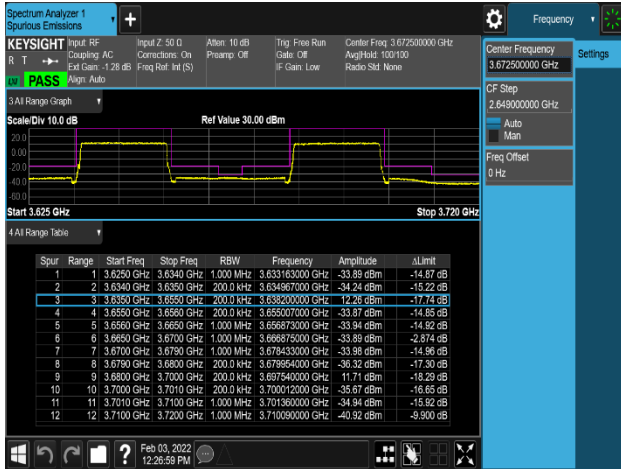 Spectrum Analyzer 1
Spurious Emissions
+
Frequency
KEYSIGHT Input: RF Input Z: 50 Ω Atten: 10 dB Trig: Free Run Center Freq: 3.672500000 GHz
R T Coupling: AC Corrections: On Preamp: Off Gate: Off Avg|Hold: 100/100
Ext Gain: -1.28 dB Freq Ref: Int (S) IF Gain: Low Radio Std: None
PASS Align: Auto
Center Frequency
3.672500000 GHz
Settings
CF Step
2.649000000 GHz
Auto
Man
Freq Offset
0 Hz
3 All Range Graph
Scale/Div 10.0 dB Ref Value 30.00 dBm
20.0
0.00
-20.0
-40.0
-60.0
Start 3.625 GHz Stop 3.720 GHz
4 All Range Table
Spur Range Start Freq Stop Freq RBW Frequency Amplitude ΔLimit
1 1 3.6250 GHz 3.6340 GHz 1.000 MHz 3.633163000 GHz -33.89 dBm -14.87 dB
2 2 3.6340 GHz 3.6350 GHz 200.0 kHz 3.634967000 GHz -34.24 dBm -15.22 dB
3 3 3.6350 GHz 3.6550 GHz 200.0 kHz 3.638200000 GHz 12.26 dBm -17.74 dB
4 4 3.6550 GHz 3.6560 GHz 200.0 kHz 3.655007000 GHz -33.87 dBm -14.85 dB
5 5 3.6560 GHz 3.6650 GHz 1.000 MHz 3.656873000 GHz -33.94 dBm -14.92 dB
6 6 3.6650 GHz 3.6700 GHz 1.000 MHz 3.666875000 GHz -33.89 dBm -2.874 dB
7 7 3.6700 GHz 3.6790 GHz 1.000 MHz 3.678433000 GHz -33.98 dBm -14.96 dB
8 8 3.6790 GHz 3.6800 GHz 200.0 kHz 3.679954000 GHz -36.32 dBm -17.30 dB
9 9 3.6800 GHz 3.7000 GHz 200.0 kHz 3.697540000 GHz 11.71 dBm -18.29 dB
10 10 3.7000 GHz 3.7010 GHz 200.0 kHz 3.700012000 GHz -35.67 dBm -16.65 dB
11 11 3.7010 GHz 3.7100 GHz 1.000 MHz 3.701360000 GHz -34.94 dBm -15.92 dB
12 12 3.7100 GHz 3.7200 GHz 1.000 MHz 3.710090000 GHz -40.92 dBm -9.900 dB
? Feb 03, 2022
12:26:59 PM